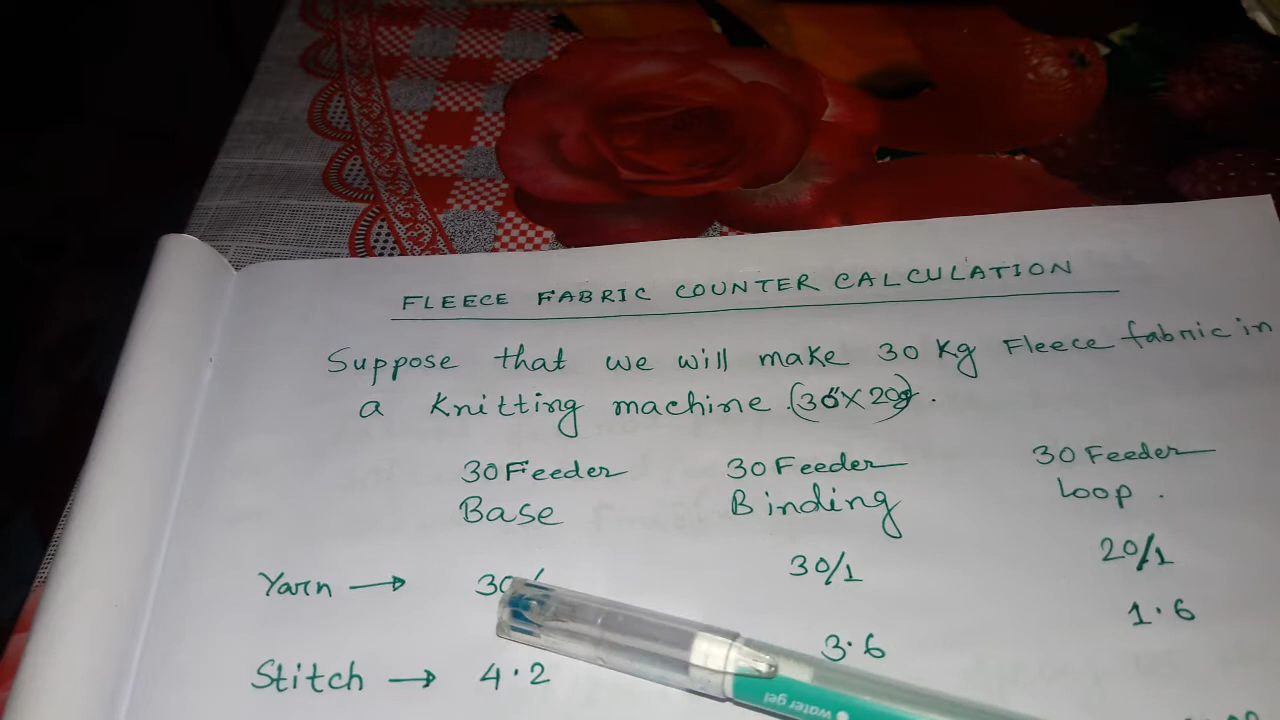 FLEECE FABRIC COUNTER CALCULATION
Suppose that we will make 30 Kg Fleece fabric in
a Knitting machine (30"X20g).
30 Feeder 30 Feeder 30 Feeder
Base Binding Loop.
Yarn → 30/ 30/1 20/1
Stitch → 4.2 3.6 1.6
water gel